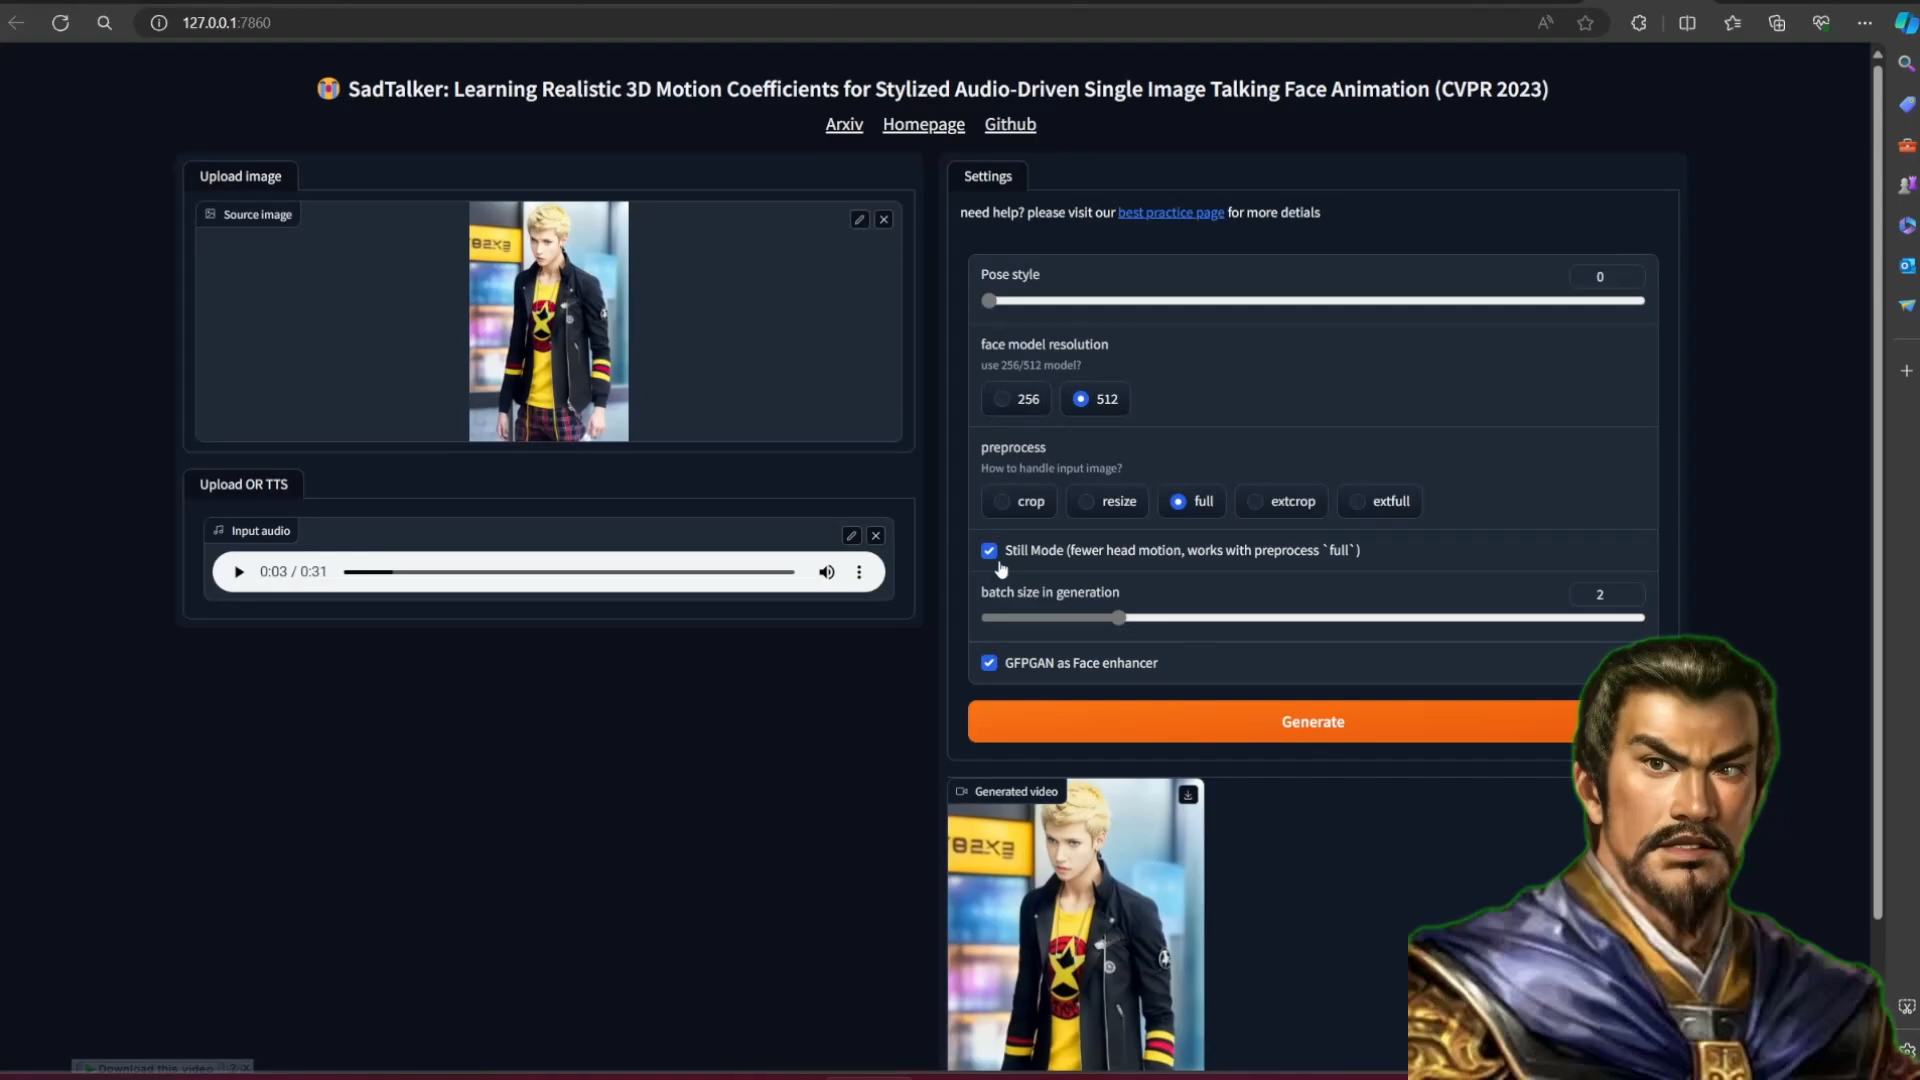 127.0.0.1:7860
SadTalker: Learning Realistic 3D Motion Coefficients for Stylized Audio-Driven Single Image Talking Face Animation (CVPR 2023)
Arxiv Homepage Github
Upload image
Source image
82X3
Upload OR TTS
Input audio
0:03 / 0:31
Settings
need help? please visit our best practice page for more detials
Pose style
0
face model resolution
use 256/512 model?
256
512
preprocess
How to handle input image?
crop
resize
full
extcrop
extfull
Still Mode (fewer head motion, works with preprocess `full`)
batch size in generation
2
GFPGAN as Face enhancer
Generate
Generated video
Download this video